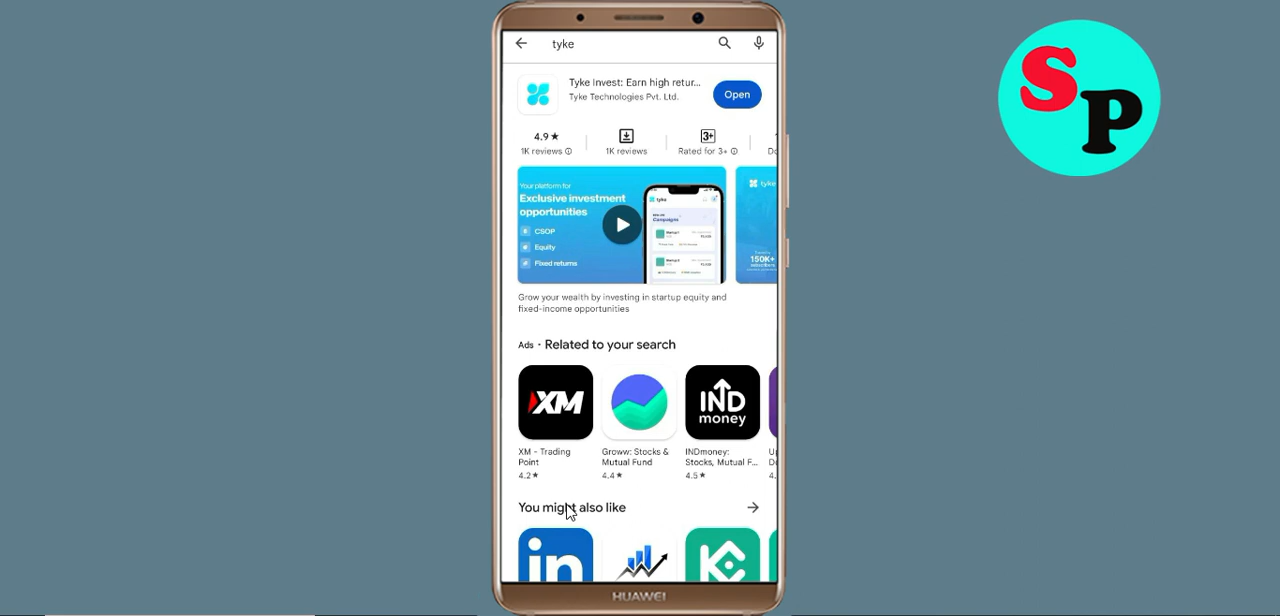 tyke
Tyke Invest: Earn high retur...
Tyke Technologies Pvt. Ltd.
Open
4.9 ★
1K reviews
1K reviews
3+
Rated for 3+
Your platform for
Exclusive investment
opportunities
CSOP
Equity
Fixed returns
tyke
Campaigns
tyke
150K+
subscribers
Grow your wealth by investing in startup equity and
fixed-income opportunities
Ads · Related to your search
XM
IND
money
XM - Trading
Point
4.2 ★
Groww: Stocks &
Mutual Fund
4.4 ★
INDmoney:
Stocks, Mutual F...
4.5 ★
4.
You might also like
in
HUAWEI
SP